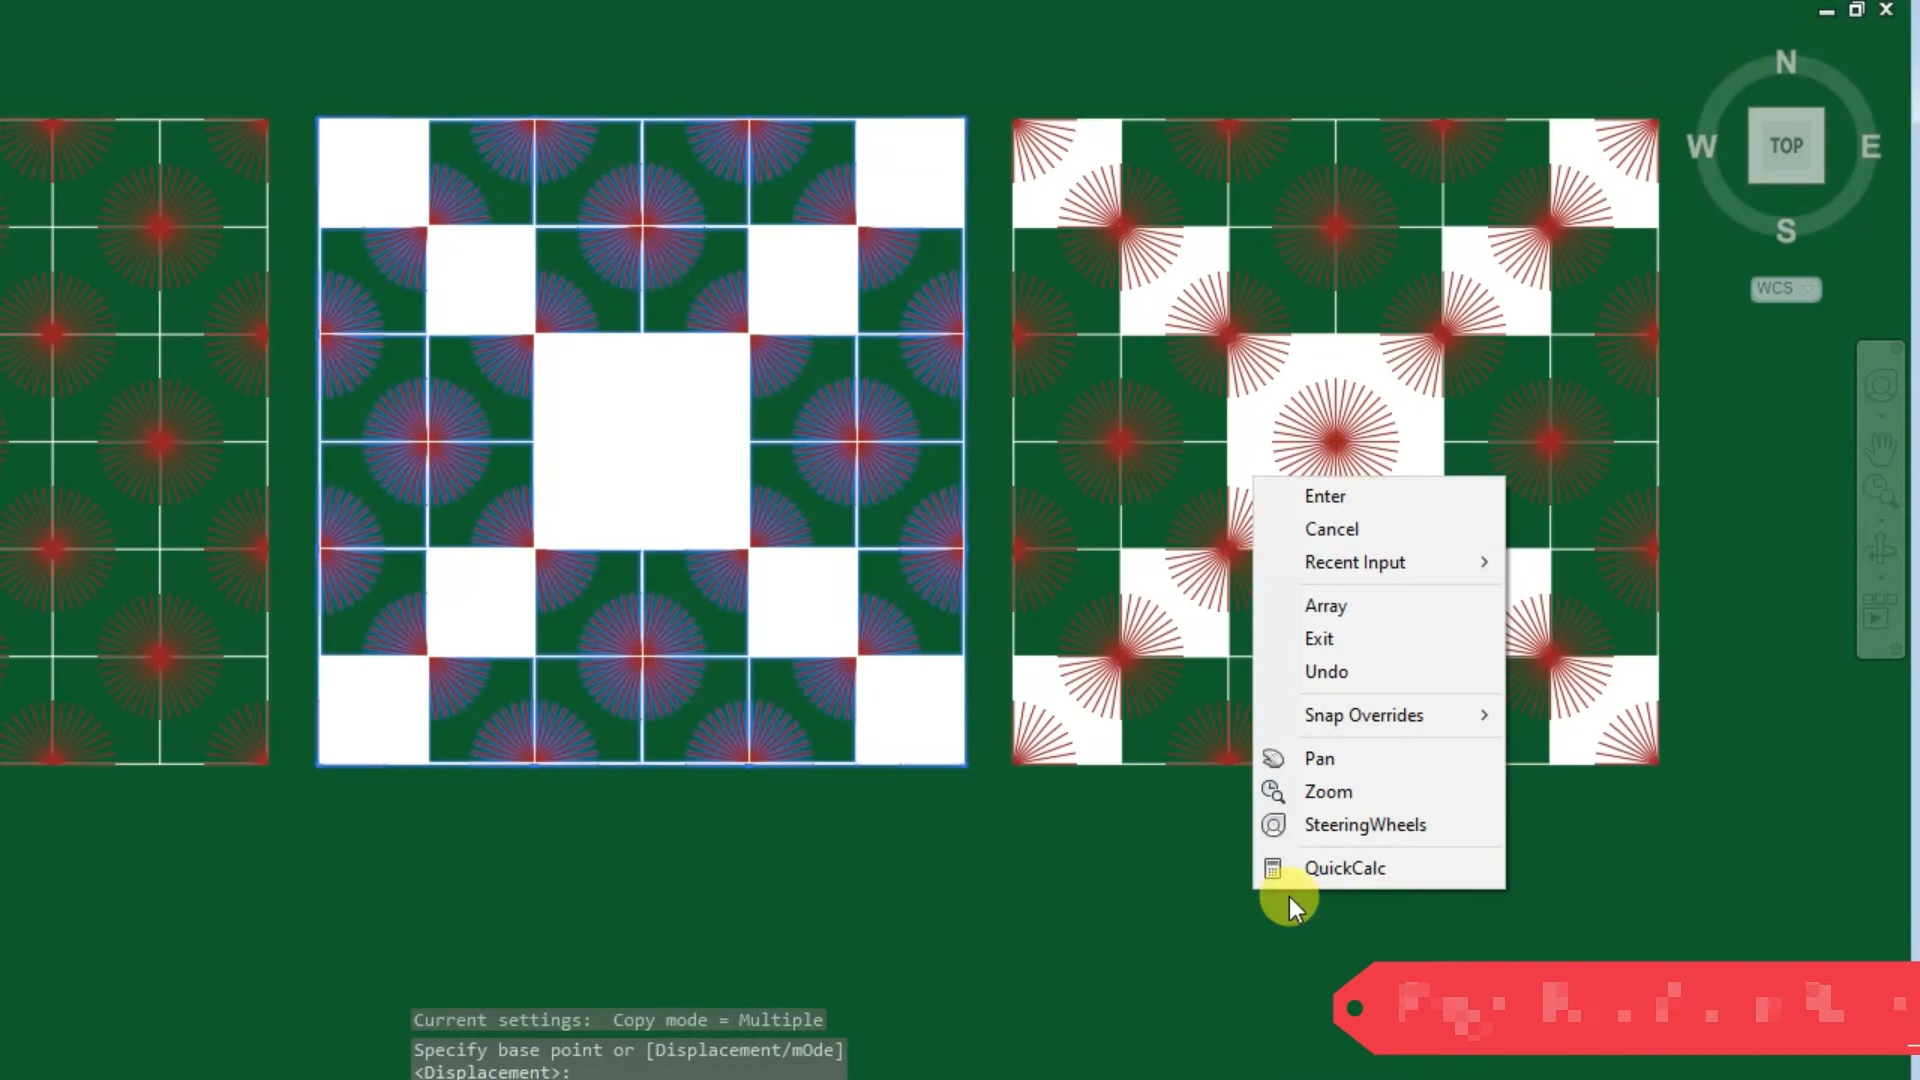 N
W
TOP
E
S
WCS
Enter
Cancel
Recent Input
Array
Exit
Undo
Snap Overrides
Pan
Zoom
SteeringWheels
QuickCalc
Current settings:  Copy mode = Multiple
Specify base point or [Displacement/mOde]
<Displacement>: